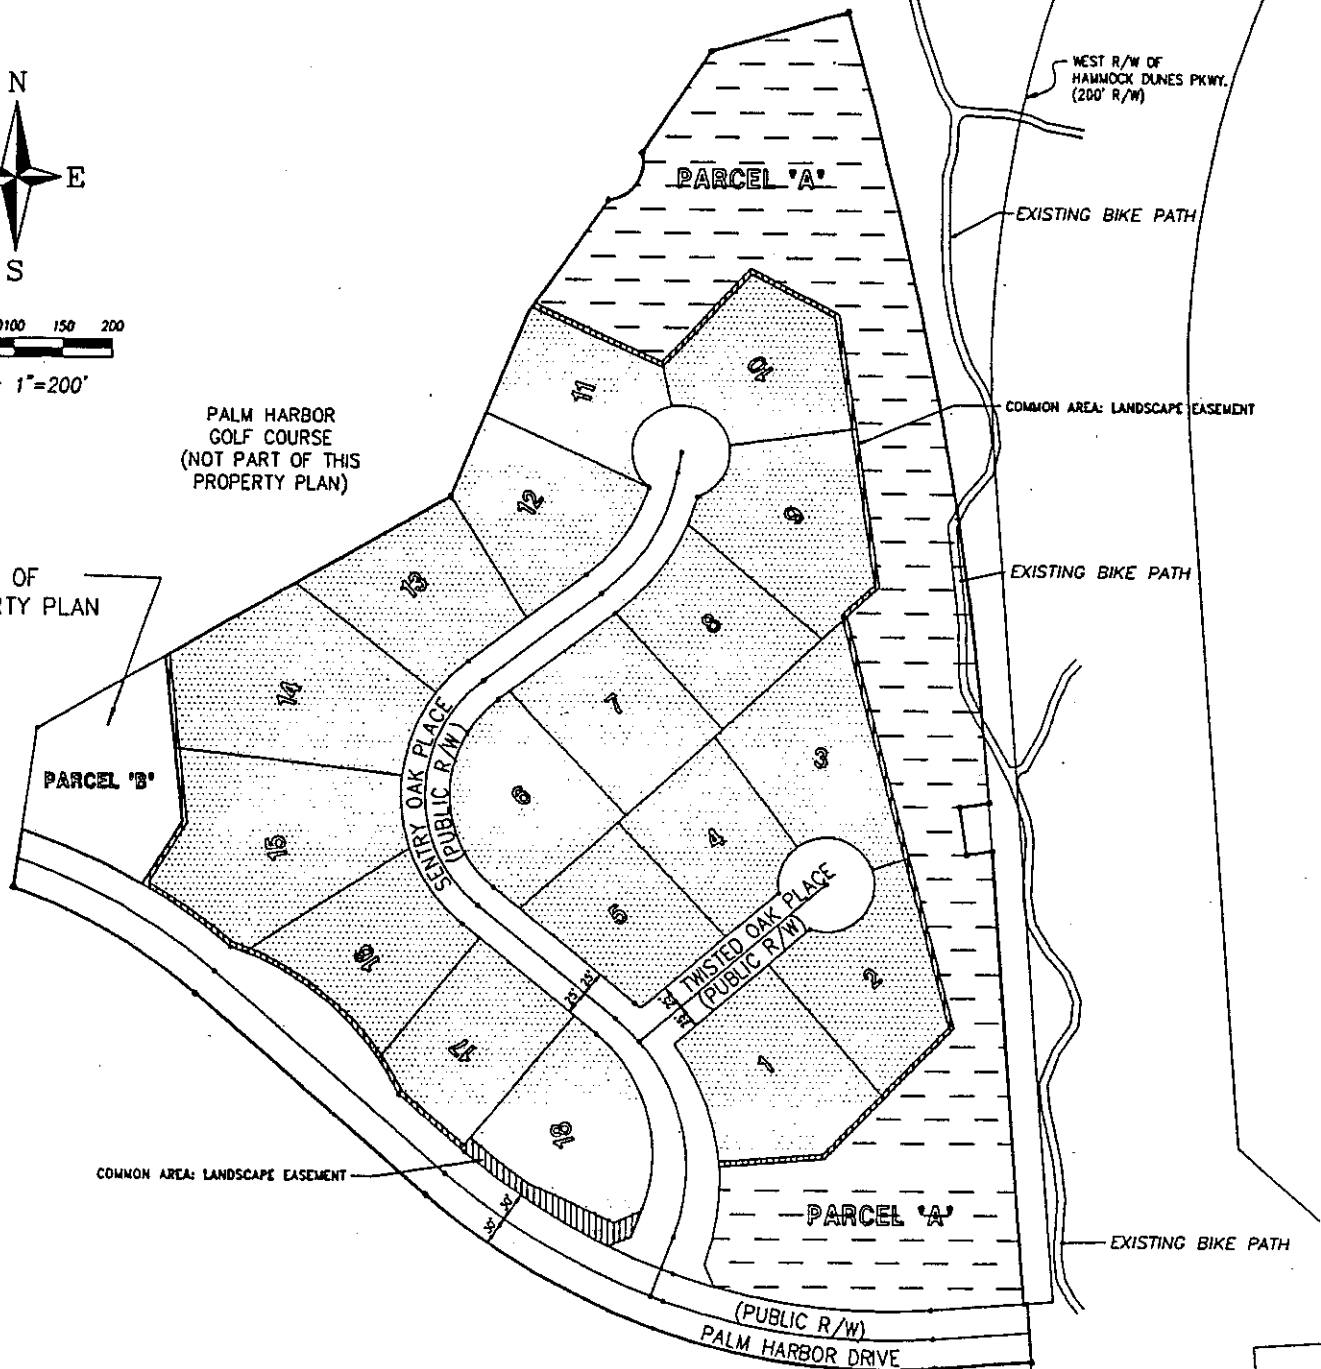 N
E
S
100 150 200
1"=200'
WEST R/W OF
HAMMOCK DUNES PKWY.
(200' R/W)
PARCEL 'A'
EXISTING BIKE PATH
PALM HARBOR
GOLF COURSE
(NOT PART OF THIS
PROPERTY PLAN)
COMMON AREA: LANDSCAPE EASEMENT
10
11
12
9
13
EXISTING BIKE PATH
OF
RTY PLAN
8
14
7
3
PARCEL 'B'
SENTRY OAK PLACE
(PUBLIC R/W)
6
4
15
5
TWISTED OAK PLACE
(PUBLIC R/W)
25'
25'
25'
25'
16
2
17
1
18
COMMON AREA: LANDSCAPE EASEMENT
30'
30'
PARCEL 'A'
EXISTING BIKE PATH
(PUBLIC R/W)
PALM HARBOR DRIVE